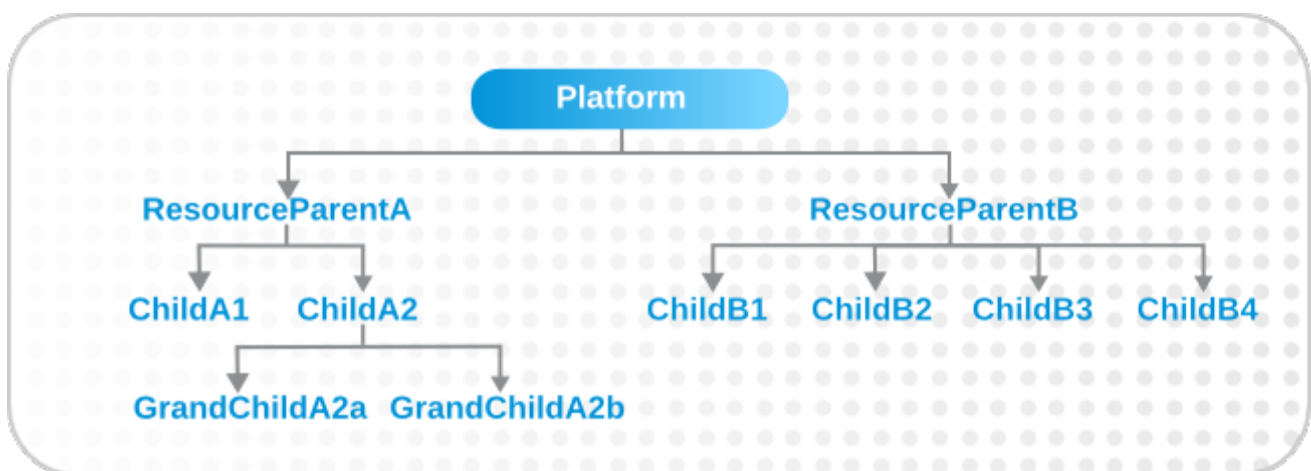 Platform
ResourceParentA ResourceParentB
ChildA1 ChildA2 ChildB1 ChildB2 ChildB3 ChildB4
GrandChildA2a GrandChildA2b